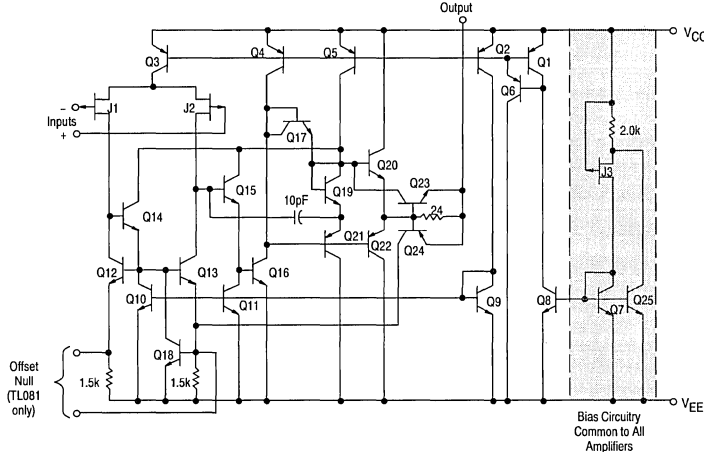 Output
V_CC
Q3
Q4
Q5
Q2
Q1
Q6
−
J1
J2
Inputs
+
Q17
2.0k
J3
Q20
Q15
Q19
Q23
10pF
24
Q14
Q21
Q22
Q24
Q12
Q13
Q16
Q10
Q11
Q9
Q8
Q7
Q25
Q18
Offset
Null
(TL081
only)
1.5k
1.5k
V_EE
Bias Circuitry
Common to All
Amplifiers